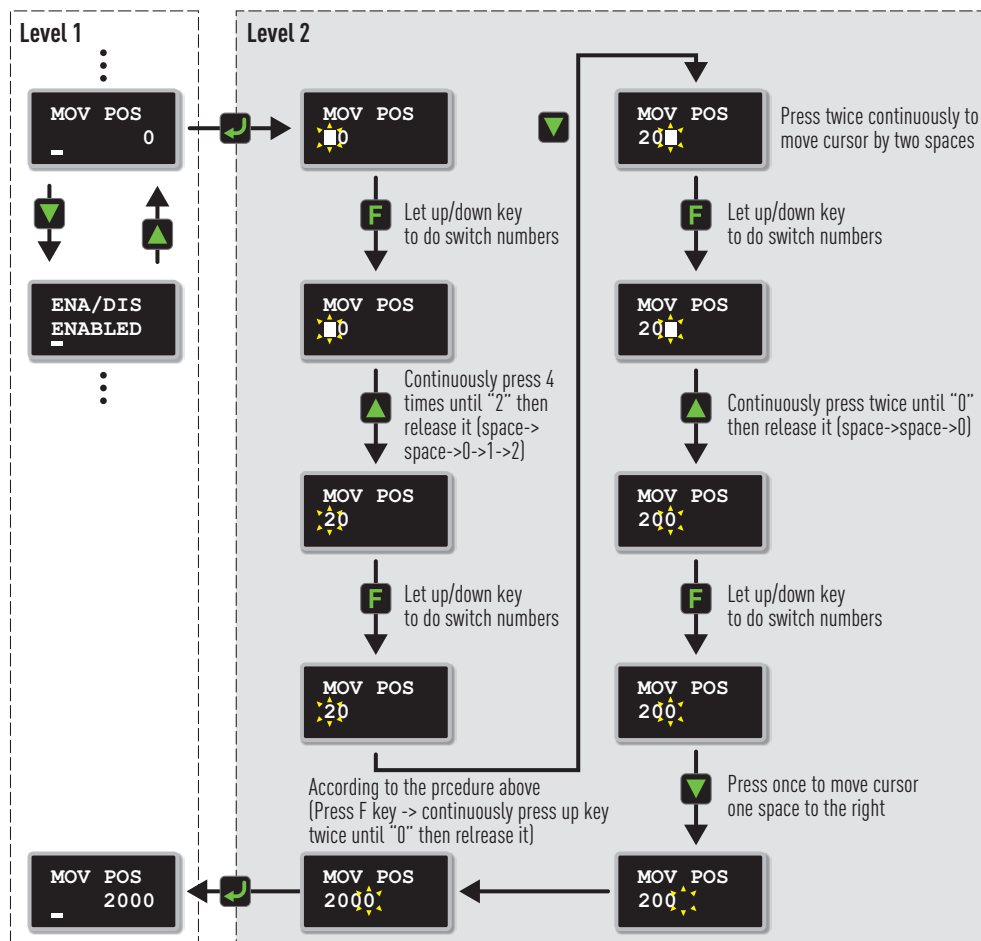 Level 1
MOV POS
0
ENA/DIS
ENABLED
MOV POS
2000
Level 2
MOV POS
0
F
Let up/down key
to do switch numbers
MOV POS
0
Continuously press 4
times until “2” then
release it (space->
space->0->1->2)
MOV POS
20
F
Let up/down key
to do switch numbers
MOV POS
20
MOV POS
20
Press twice continuously to
move cursor by two spaces
F
Let up/down key
to do switch numbers
MOV POS
20
Continuously press twice until “0”
then release it (space->space->0)
MOV POS
200
F
Let up/down key
to do switch numbers
MOV POS
200
Press once to move cursor
one space to the right
MOV POS
200
According to the prcedure above
(Press F key -> continuously press up key
twice until “0” then relrease it)
MOV POS
2000